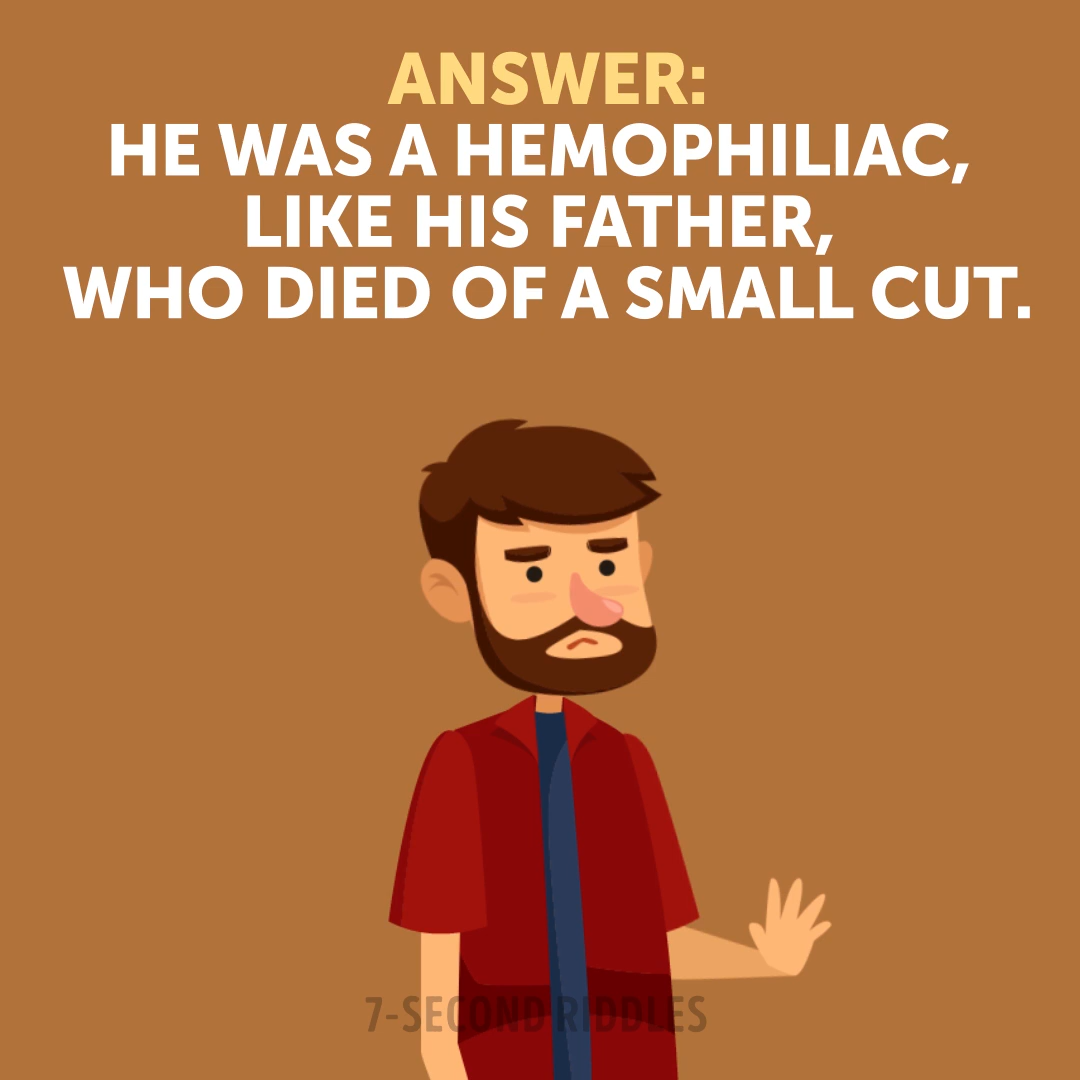 ANSWER:
HE WAS A HEMOPHILIAC,
LIKE HIS FATHER,
WHO DIED OF A SMALL CUT.
7-SECOND RIDDLES